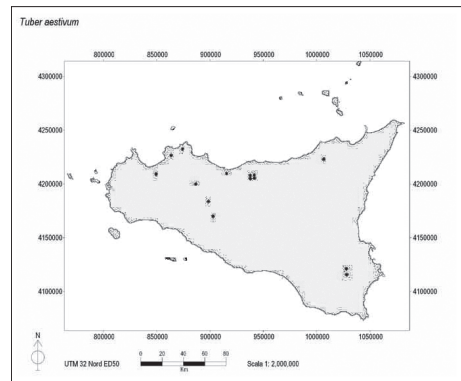 Tuber aestivum
800000 850000 900000 950000 1000000 1050000
4300000 4300000
4250000 4250000
4200000 4200000
4150000 4150000
4100000 4100000
800000 850000 900000 950000 1000000 1050000
N
UTM 32 Nord ED50 0 20 40 60 80 Scala 1: 2,000,000
Km